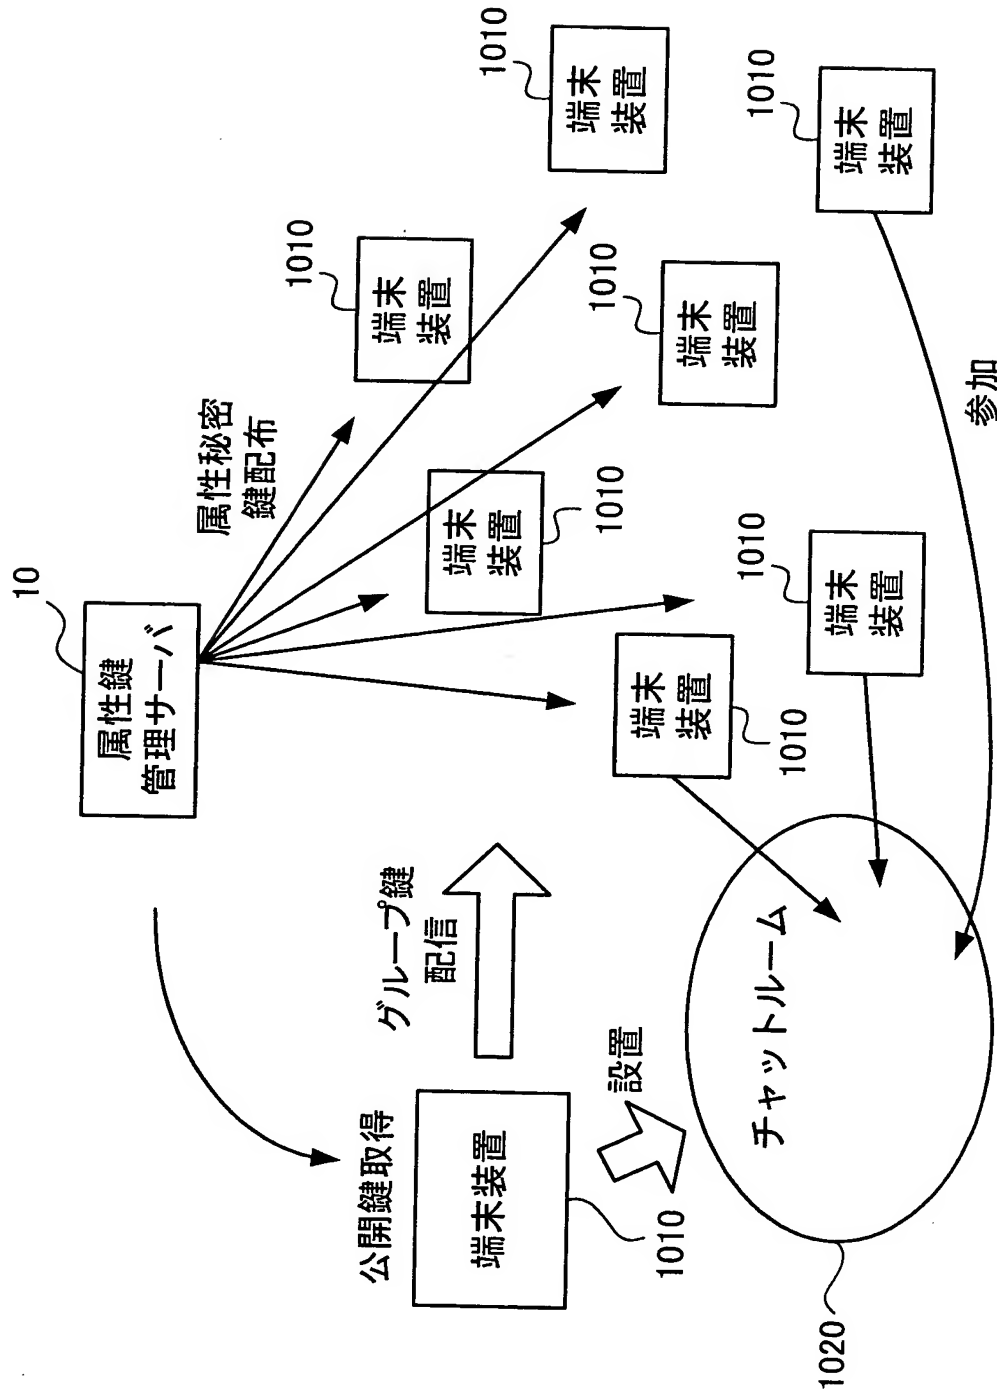 10
属性鍵
管理サーバ
属性秘密
鍵配布
公開鍵取得
端末装置
1010
グループ鍵
配信
設置
チャットルーム
1020
端末
装置
1010
端末
装置
1010
端末
装置
1010
端末
装置
1010
端末
装置
1010
端末
装置
1010
端末
装置
1010
参加